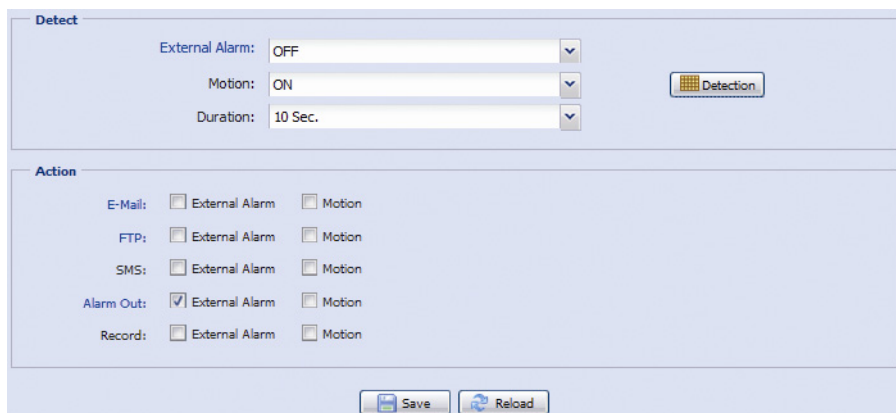 Detect
External Alarm: OFF
Motion: ON
Detection
Duration: 10 Sec.
Action
E-Mail: External Alarm Motion
FTP: External Alarm Motion
SMS: External Alarm Motion
Alarm Out: External Alarm Motion
Record: External Alarm Motion
Save Reload